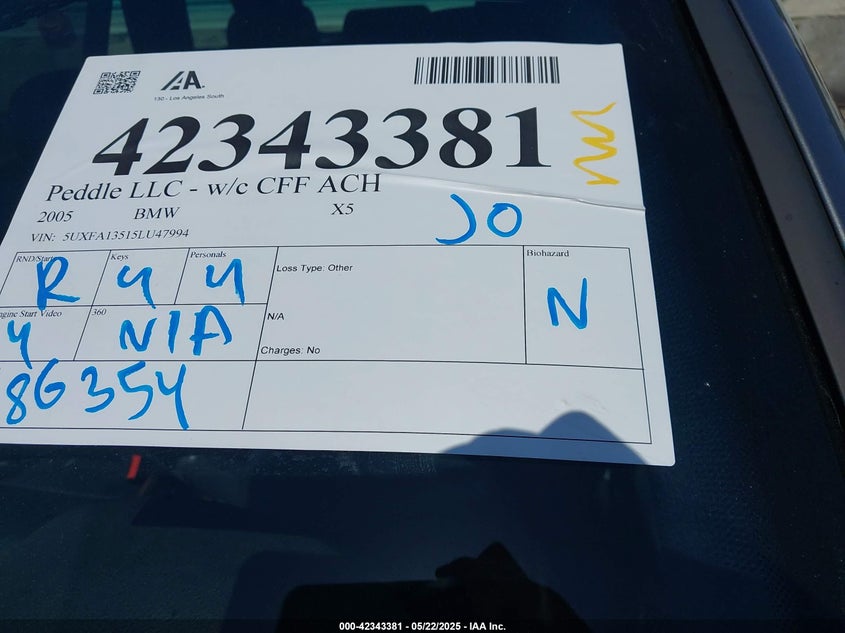 IAA.
130 - Los Angeles South
42343381
Peddle LLC - w/c CFF ACH
2005 BMW X5
JO
VIN: 5UXFA13515LU47994
RND/Start Keys Personals
R Y Y
Loss Type: Other
Biohazard
N
Engine Start Video 360
Y N/A
N/A
Charges: No
86354
000-42343381 - 05/22/2025 - IAA Inc.